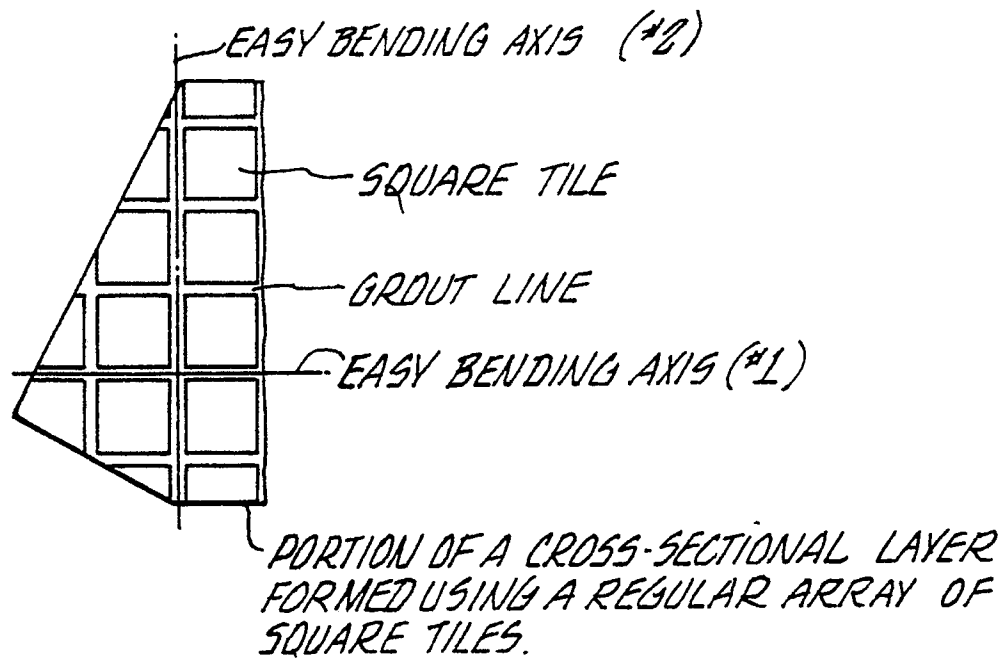 EASY BENDING AXIS (#2)
SQUARE TILE
GROUT LINE
EASY BENDING AXIS (#1)
PORTION OF A CROSS-SECTIONAL LAYER
FORMED USING A REGULAR ARRAY OF
SQUARE TILES.